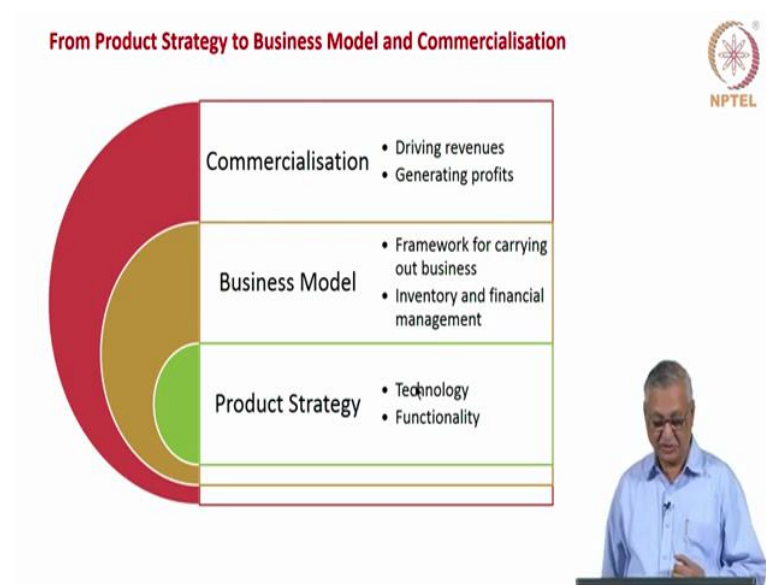 From Product Strategy to Business Model and Commercialisation
NPTEL
Commercialisation
• Driving revenues
• Generating profits
Business Model
• Framework for carrying
out business
• Inventory and financial
management
Product Strategy
• Technology
• Functionality